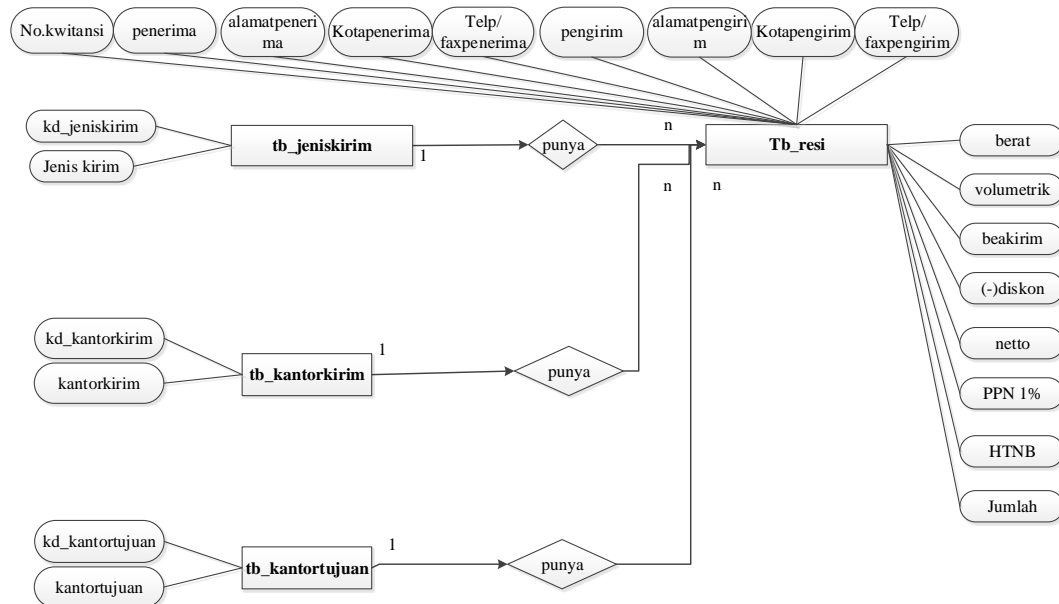 No.kwitansi
penerima
alamatpeneri
ma
Kotapenerima
Telp/
faxpenerima
pengirim
alamatpengiri
m
Kotapengirim
Telp/
faxpengirim
kd_jeniskirim
Jenis kirim
tb_jeniskirim
1
punya
n
Tb_resi
n
n
berat
volumetrik
beakirim
(-)diskon
netto
PPN 1%
HTNB
Jumlah
kd_kantorkirim
kantorkirim
tb_kantorkirim
1
punya
kd_kantortujuan
kantortujuan
tb_kantortujuan
1
punya